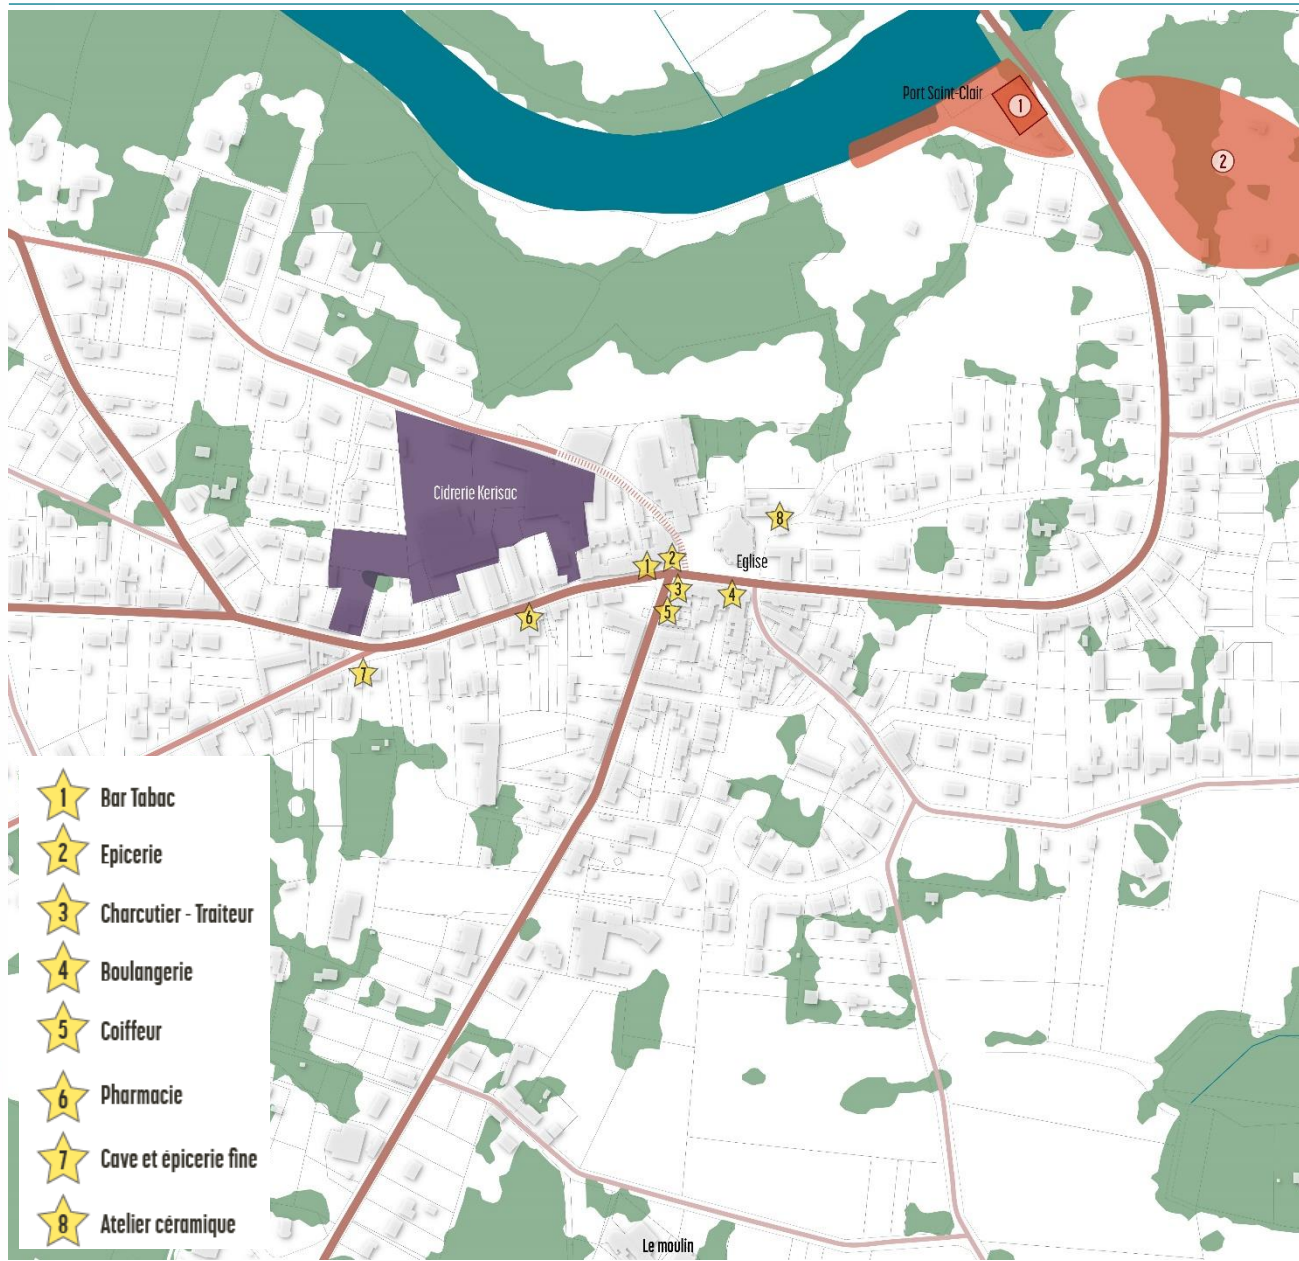 Port Saint-Clair
1
2
Cidrerie Kerisac
8
1
2
Eglise
3
4
5
6
7
1 Bar Tabac
2 Epicerie
3 Charcutier - Traiteur
4 Boulangerie
5 Coiffeur
6 Pharmacie
7 Cave et épicerie fine
8 Atelier céramique
Le moulin